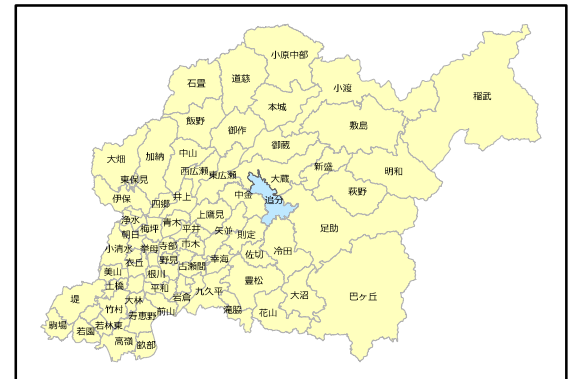 小原中部
石畳
道慈
小渡
稲武
本城
飯野
御作
敷島
御蔵
大畑
加納
中山
西広瀬
東広瀬
大蔵
新盛
明和
東保見
萩野
伊保
四郷
井上
中金
追分
上鷹見
浄水
梅坪
青木
平井
矢並
則定
足助
朝日
小清水
挙母
寺部
市木
幸海
佐切
冷田
衣丘
野見
古瀬間
美山
根川
豊松
土橋
平和
岩倉
九久平
大沼
巴ヶ丘
堤
大林
竹村
寿恵野
前山
滝脇
花山
駒場
若園
若林東
高嶺
畝部